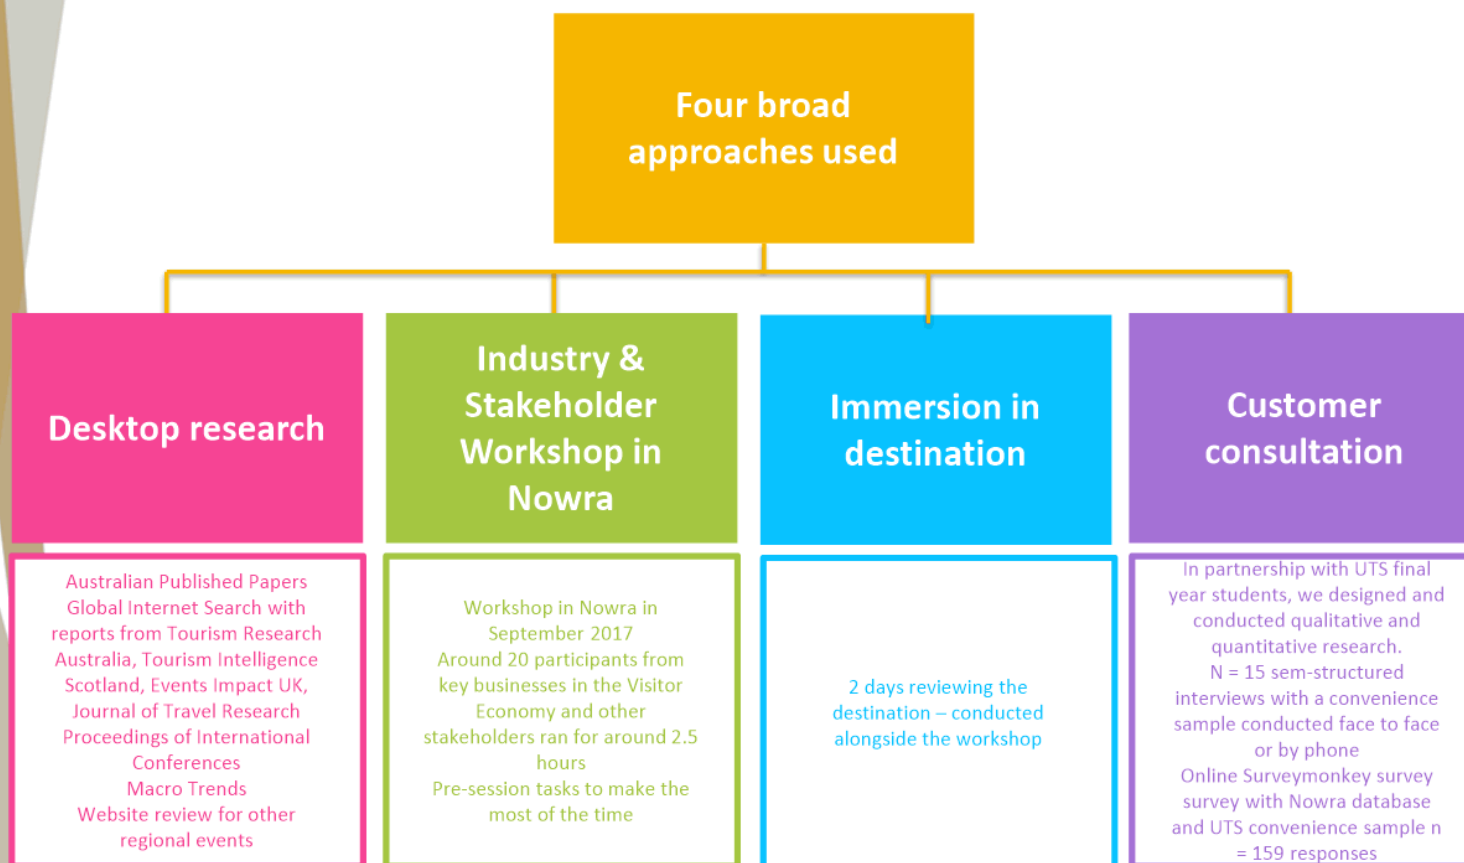 Four broad
approaches used
Desktop research
Industry &
Stakeholder
Workshop in
Nowra
Immersion in
destination
Customer
consultation
Australian Published Papers
Global Internet Search with
reports from Tourism Research
Australia, Tourism Intelligence
Scotland, Events Impact UK,
Journal of Travel Research
Proceedings of International
Conferences
Macro Trends
Website review for other
regional events
Workshop in Nowra in
September 2017
Around 20 participants from
key businesses in the Visitor
Economy and other
stakeholders ran for around 2.5
hours
Pre-session tasks to make the
most of the time
2 days reviewing the
destination – conducted
alongside the workshop
In partnership with UTS final
year students, we designed and
conducted qualitative and
quantitative research.
N = 15 sem-structured
interviews with a convenience
sample conducted face to face
or by phone
Online Surveymonkey survey
survey with Nowra database
and UTS convenience sample n
= 159 responses